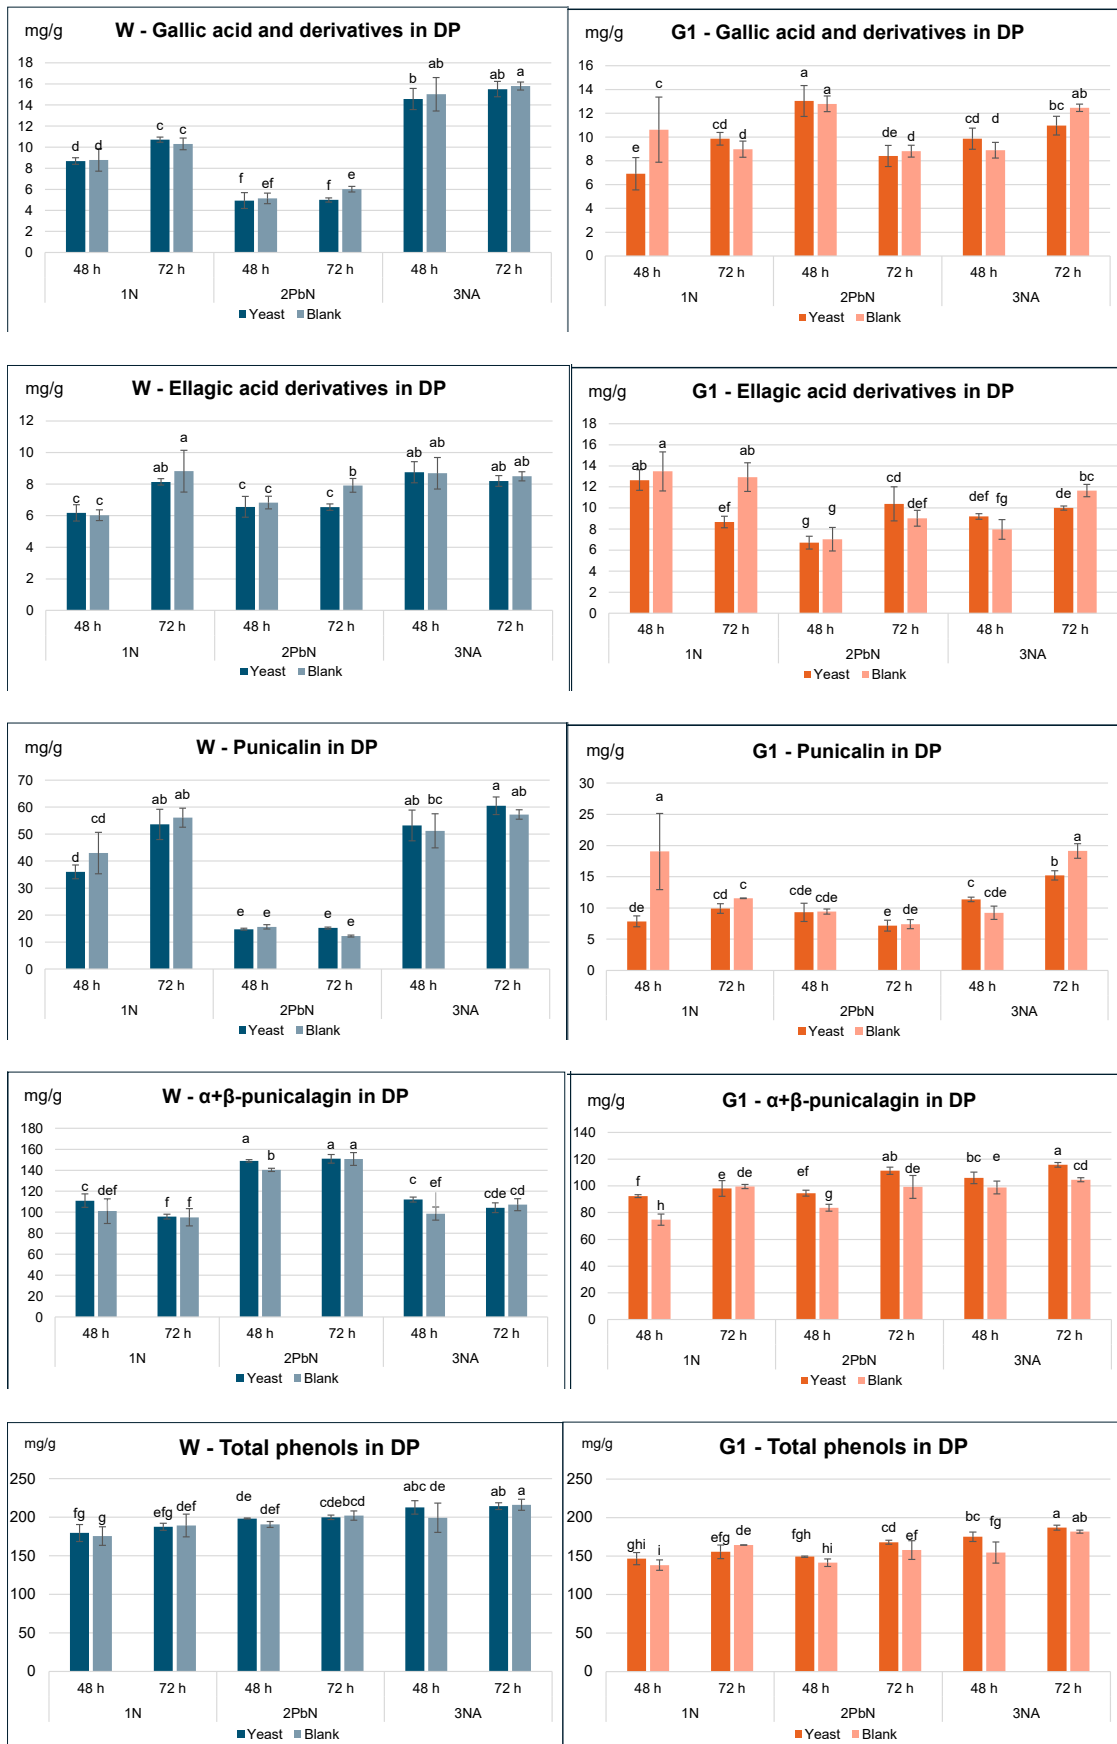 mg/g
W - Gallic acid and derivatives in DP
18
16
14
12
10
8
6
4
2
0
d d c c f ef f e b ab ab a
48 h 72 h 48 h 72 h 48 h 72 h
1N 2PbN 3NA
Yeast Blank
mg/g
G1 - Gallic acid and derivatives in DP
16
14
12
10
8
6
4
2
0
e c cd d a a de d cd d bc ab
48 h 72 h 48 h 72 h 48 h 72 h
1N 2PbN 3NA
Yeast Blank
mg/g
W - Ellagic acid derivatives in DP
12
10
8
6
4
2
0
c c ab a c c c b ab ab ab ab
48 h 72 h 48 h 72 h 48 h 72 h
1N 2PbN 3NA
Yeast Blank
mg/g
G1 - Ellagic acid derivatives in DP
18
16
14
12
10
8
6
4
2
0
ab a ef ab g g cd def def fg de bc
48 h 72 h 48 h 72 h 48 h 72 h
1N 2PbN 3NA
Yeast Blank
mg/g
W - Punicalin in DP
70
60
50
40
30
20
10
0
d cd ab ab e e e e ab bc a ab
48 h 72 h 48 h 72 h 48 h 72 h
1N 2PbN 3NA
Yeast Blank
mg/g
G1 - Punicalin in DP
30
25
20
15
10
5
0
de a cd c cde cde e de c cde b a
48 h 72 h 48 h 72 h 48 h 72 h
1N 2PbN 3NA
Yeast Blank
mg/g
W - α+β-punicalagin in DP
180
160
140
120
100
80
60
40
20
0
c def f f a b a a c ef cde cd
48 h 72 h 48 h 72 h 48 h 72 h
1N 2PbN 3NA
Yeast Blank
mg/g
G1 - α+β-punicalagin in DP
140
120
100
80
60
40
20
0
f h e de ef g ab de bc e a cd
48 h 72 h 48 h 72 h 48 h 72 h
1N 2PbN 3NA
Yeast Blank
mg/g
W - Total phenols in DP
250
200
150
100
50
0
fg g efg def de def cde bcd abc de ab a
48 h 72 h 48 h 72 h 48 h 72 h
1N 2PbN 3NA
Yeast Blank
mg/g
G1 - Total phenols in DP
250
200
150
100
50
0
ghi i efg de fgh hi cd ef bc fg a ab
48 h 72 h 48 h 72 h 48 h 72 h
1N 2PbN 3NA
Yeast Blank